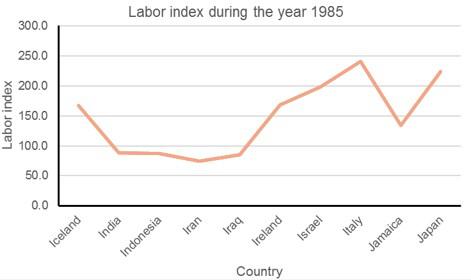 Labor index during the year 1985
300.0
250.0
200.0
150.0
100.0
50.0
0.0
Labor index
Iceland
India
Indonesia
Iran
Iraq
Ireland
Israel
Italy
Jamaica
Japan
Country